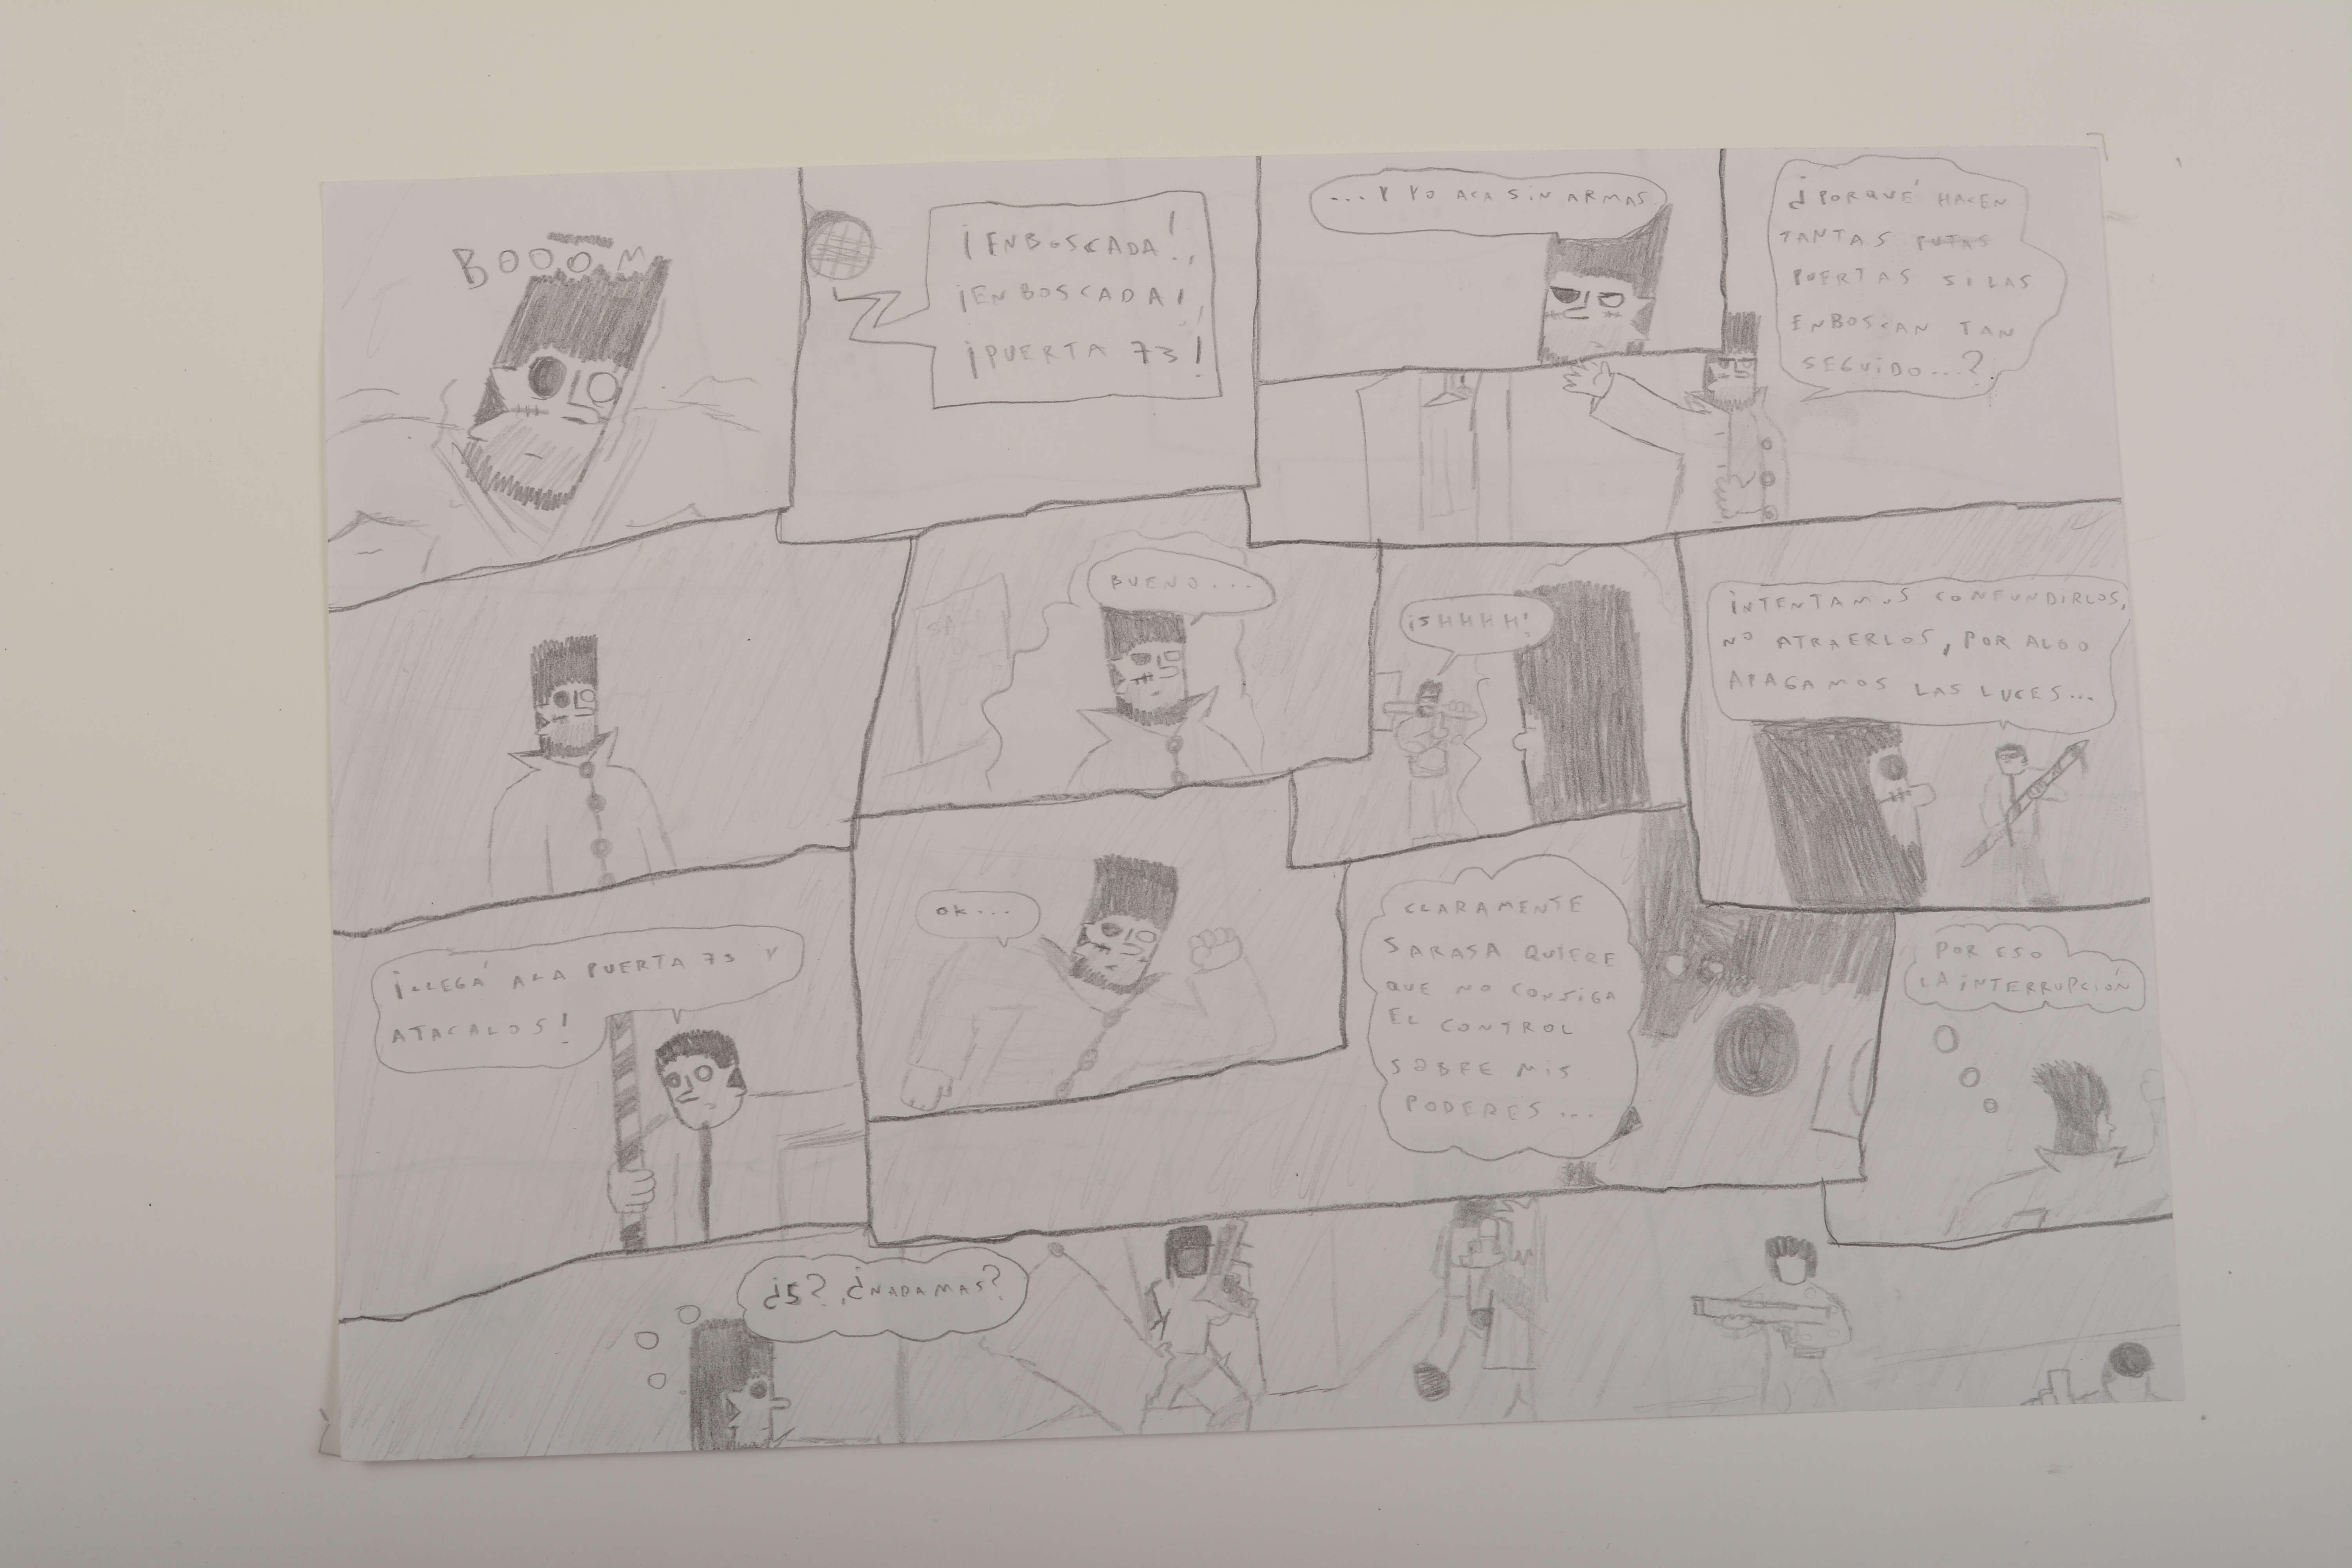 BOOOM
¡ENBOSCADA!,
¡ENBOSCADA!,
¡PUERTA 73!
...Y YO ACA SIN ARMAS
¿PORQUÉ HACEN
TANTAS PUTAS
PUERTAS SI LAS
ENBOSCAN TAN
SEGUIDO...?
BUENO...
¡SHHHH!
INTENTAMOS CONFUNDIRLOS,
NO ATRAERLOS, POR ALGO
APAGAMOS LAS LUCES...
¡LLEGÁ A LA PUERTA 73 Y
ATACALOS!
OK...
CLARAMENTE
SARASA QUIERE
QUE NO CONSIGA
EL CONTROL
SOBRE MIS
PODERES...
POR ESO
LA INTERRUPCIÓN
¿5?, ¿NADA MAS?